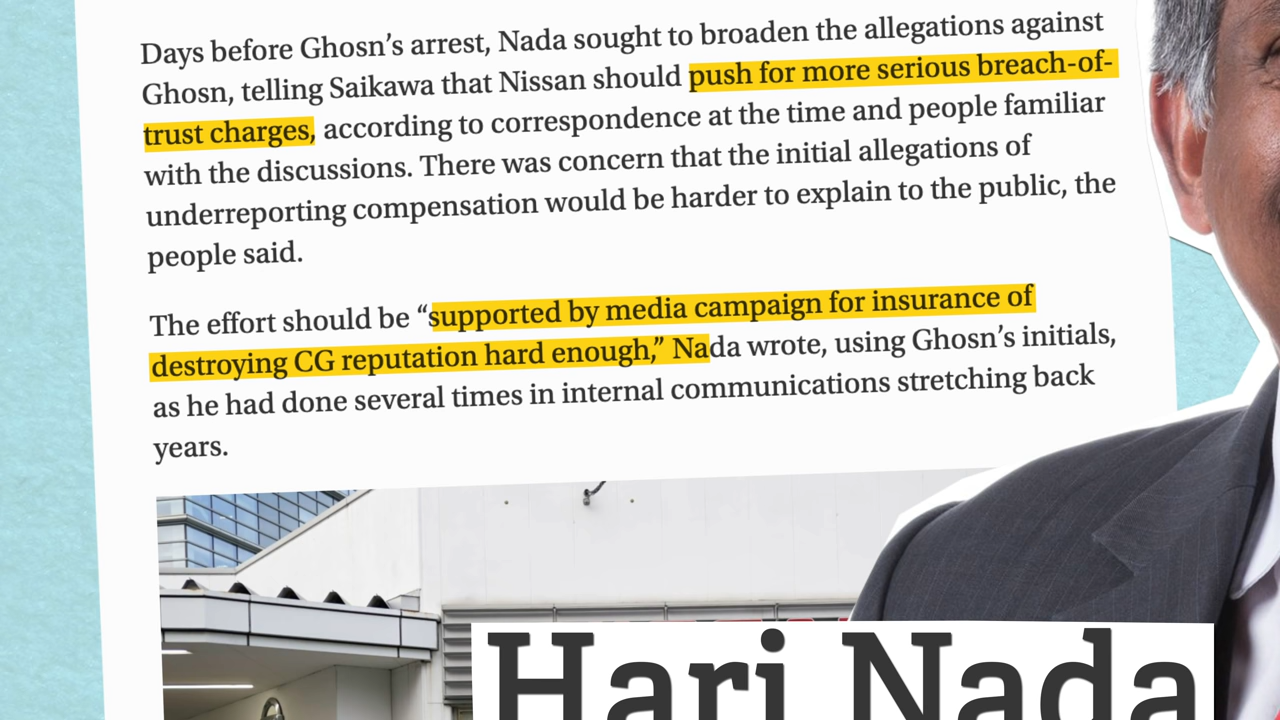 Days before Ghosn’s arrest, Nada sought to broaden the allegations against
Ghosn, telling Saikawa that Nissan should push for more serious breach-of-
trust charges, according to correspondence at the time and people familiar
with the discussions. There was concern that the initial allegations of
underreporting compensation would be harder to explain to the public, the
people said.
The effort should be “supported by media campaign for insurance of
destroying CG reputation hard enough,” Nada wrote, using Ghosn’s initials,
as he had done several times in internal communications stretching back
years.
Hari Nada